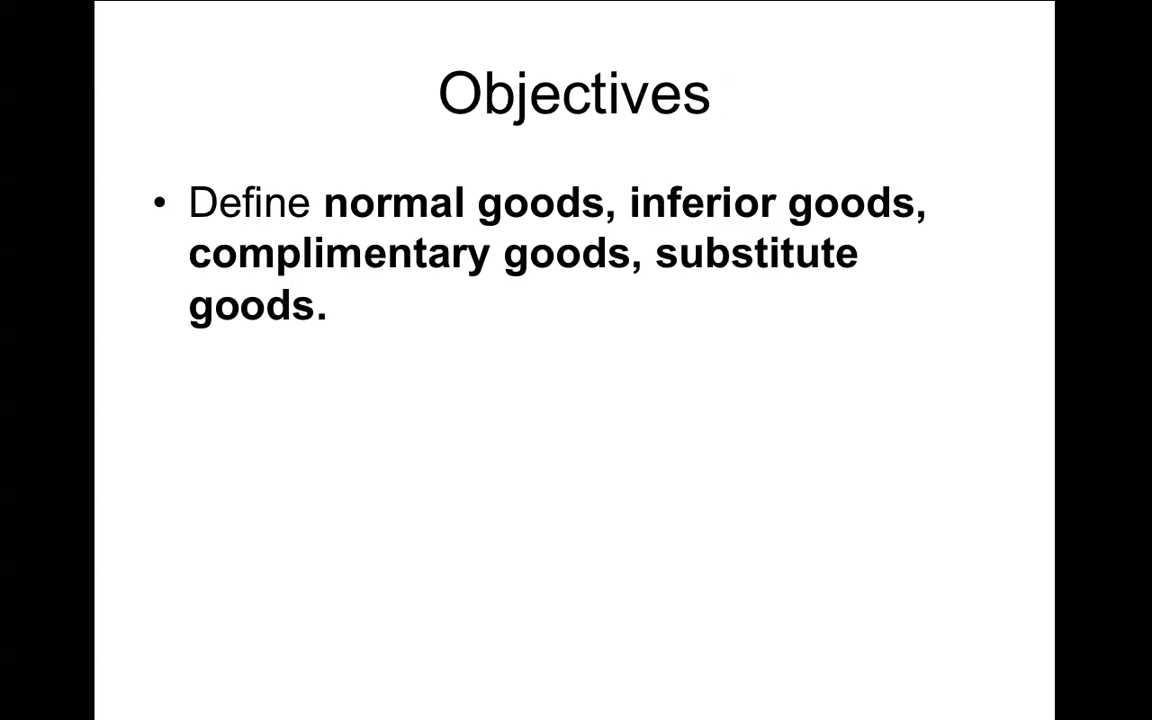 Objectives
• Define normal goods, inferior goods,
complimentary goods, substitute
goods.